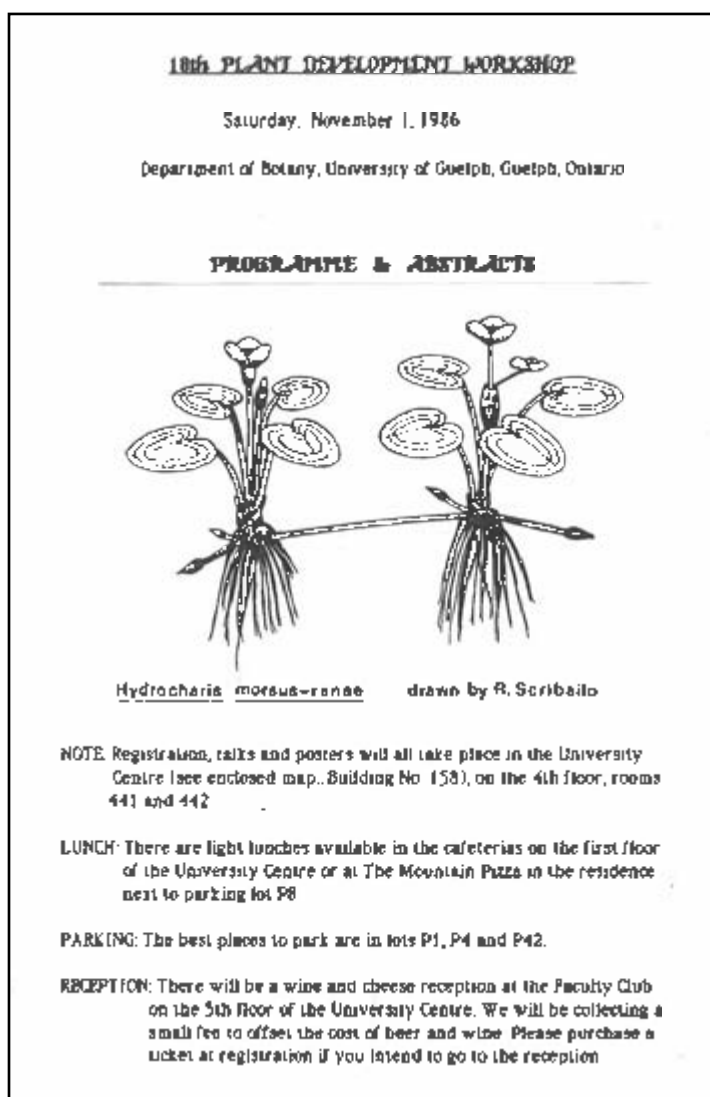 18th PLANT DEVELOPMENT WORKSHOP
Saturday, November 1, 1986
Department of Botany, University of Guelph, Guelph, Ontario
PROGRAMME & ABSTRACTS
Hydrocharis morsus-ranae drawn by R. Scribailo
NOTE: Registration, talks and posters will all take place in the University
Centre (see enclosed map, Building No. 158), on the 4th floor, rooms
441 and 442
LUNCH: There are light lunches available in the cafeterias on the first floor
of the University Centre or at The Mountain Pizza in the residence
next to parking lot P8
PARKING: The best places to park are in lots P1, P4 and P42.
RECEPTION: There will be a wine and cheese reception at the Faculty Club
on the 5th floor of the University Centre. We will be collecting a
small fee to offset the cost of beer and wine. Please purchase a
ticket at registration if you intend to go to the reception